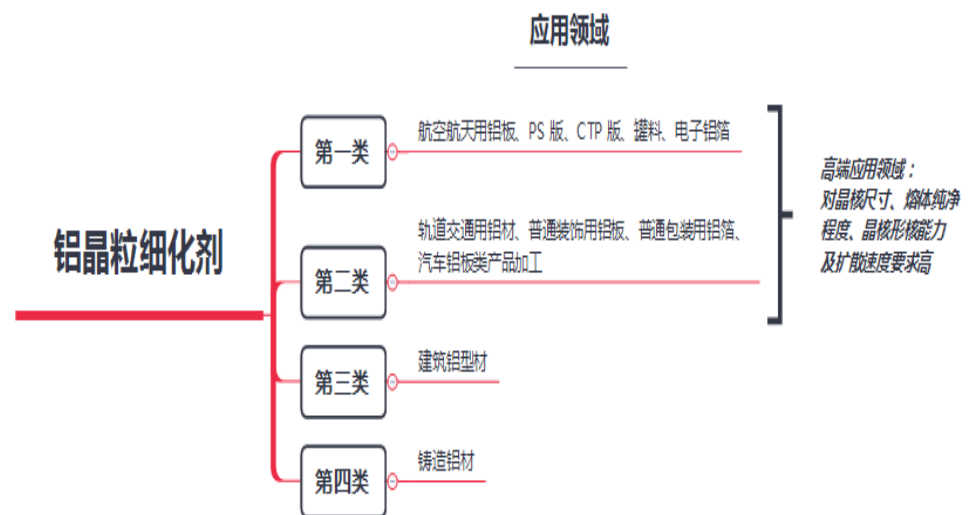 应用领域
铝晶粒细化剂
第一类
航空航天用铝板、PS 版、CTP 版、罐料、电子铝箔
第二类
轨道交通用铝材、普通装饰用铝板、普通包装用铝箔、
汽车铝板类产品加工
第三类
建筑铝型材
第四类
铸造铝材
高端应用领域：
对晶核尺寸、熔体纯净
程度、晶核形核能力
及扩散速度要求高